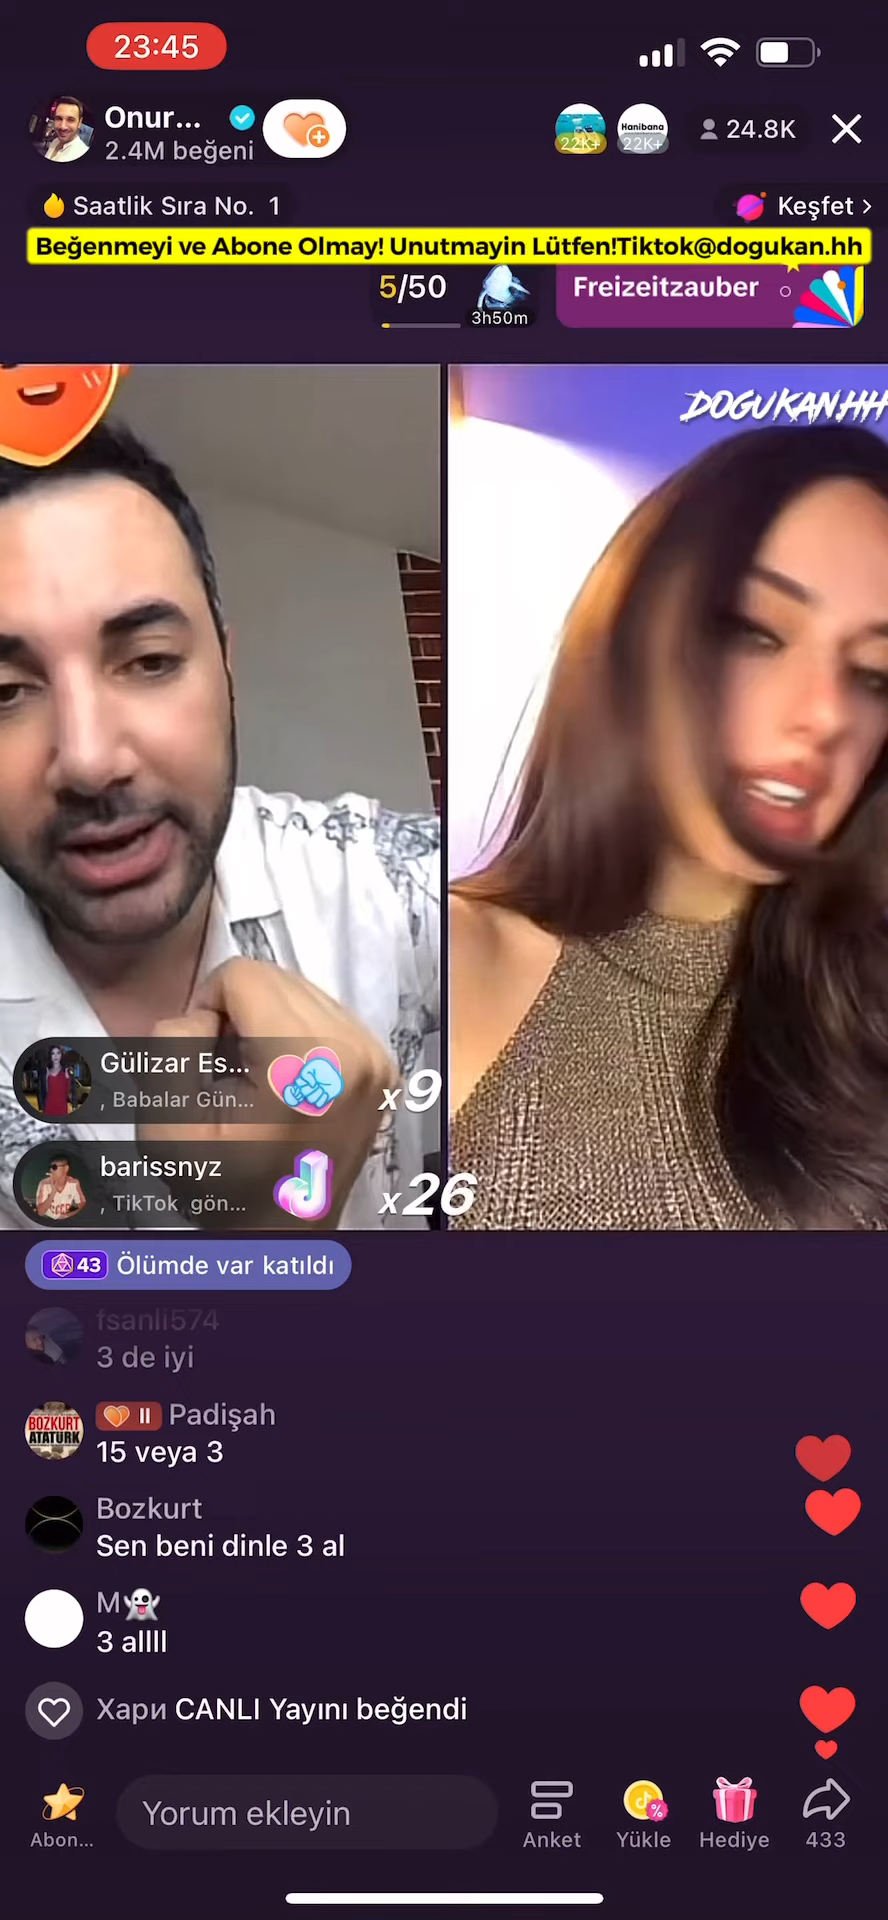 23:45
Onur...
2.4M beğeni
22K+
Hanibana
22K+
24.8K
Saatlik Sıra No. 1
Keşfet >
Beğenmeyi ve Abone Olmay! Unutmayin Lütfen!Tiktok@dogukan.hh
5/50
3h50m
Freizeitzauber
DOGUKAN.HH
Gülizar Es...
, Babalar Gün...
x9
barissnyz
, TikTok gön...
x26
43 Ölümde var katıldı
fsanli574
3 de iyi
BOZKURT
ATATÜRK
II Padişah
15 veya 3
Bozkurt
Sen beni dinle 3 al
M👻
3 allll
Хари CANLI Yayını beğendi
Abon...
Yorum ekleyin
Anket
Yükle
Hediye
433